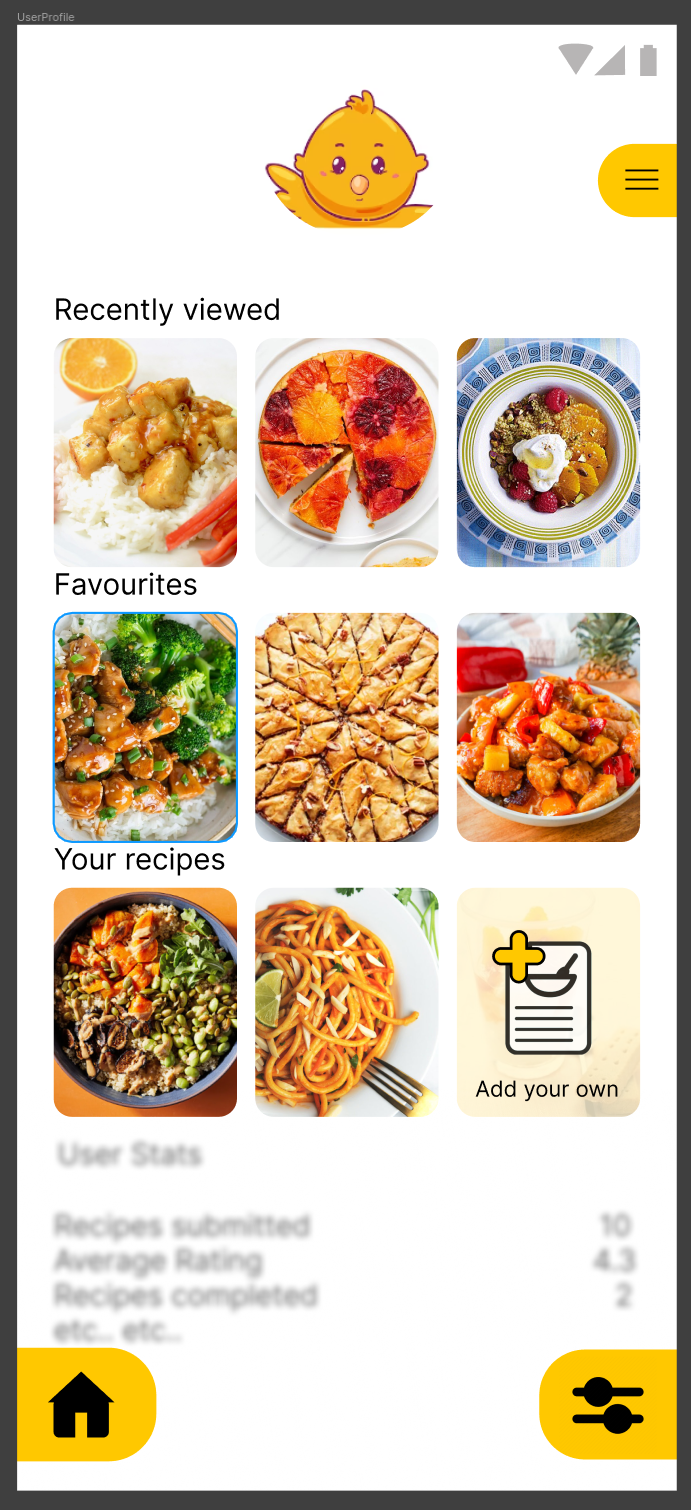 UserProfile
Recently viewed
Favourites
Your recipes
Add your own
User Stats
Recipes submitted 10
Average Rating 4.3
Recipes completed 2
etc.. etc..